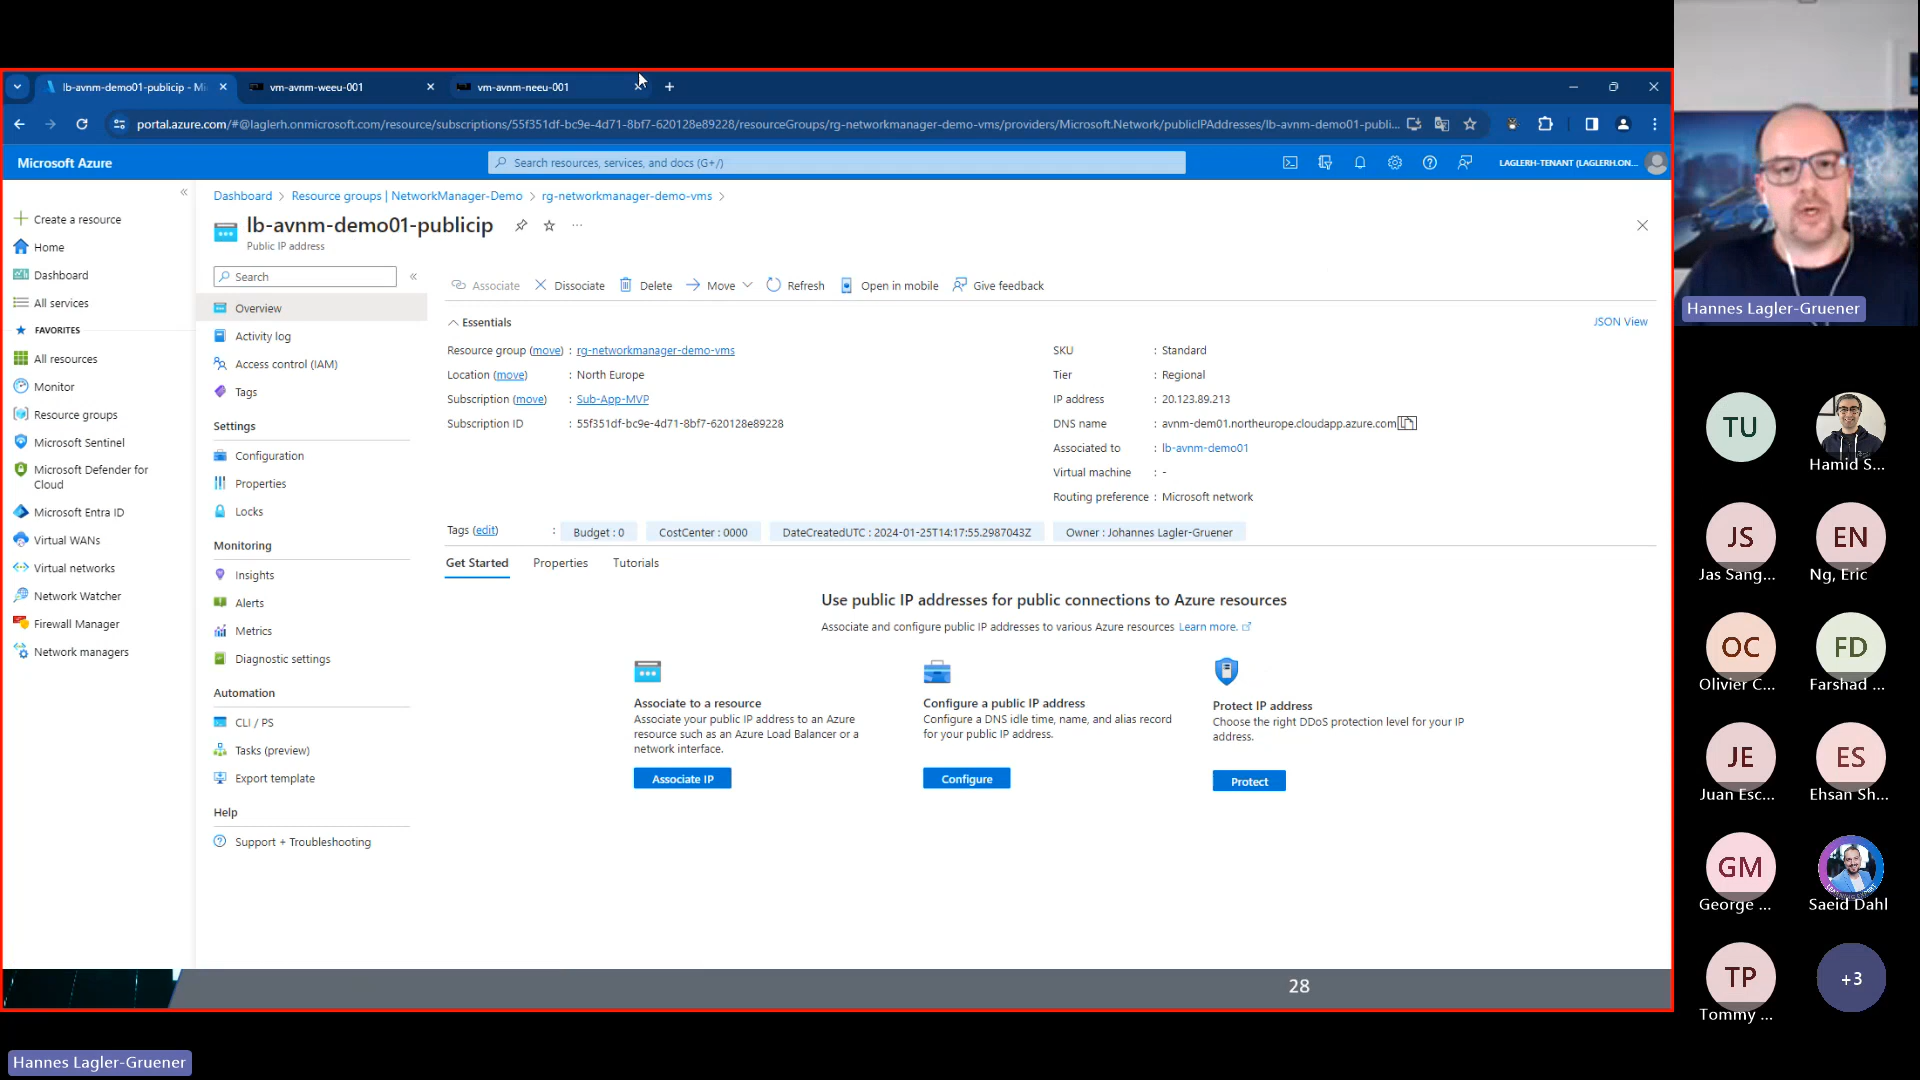 lb-avnm-demo01-publicip - Mi
vm-avnm-weeu-001
vm-avnm-neeu-001
portal.azure.com/#@laglerh.onmicrosoft.com/resource/subscriptions/55f351df-bc9e-4d71-8bf7-620128e89228/resourceGroups/rg-networkmanager-demo-vms/providers/Microsoft.Network/publicIPAddresses/lb-avnm-demo01-publi...
Microsoft Azure
Search resources, services, and docs (G+/)
LAGLERH-TENANT (LAGLERH.ON...
Create a resource
Home
Dashboard
All services
FAVORITES
All resources
Monitor
Resource groups
Microsoft Sentinel
Microsoft Defender for
Cloud
Microsoft Entra ID
Virtual WANs
Virtual networks
Network Watcher
Firewall Manager
Network managers
Dashboard > Resource groups | NetworkManager-Demo > rg-networkmanager-demo-vms >
lb-avnm-demo01-publicip
Public IP address
Search
Overview
Activity log
Access control (IAM)
Tags
Settings
Configuration
Properties
Locks
Monitoring
Insights
Alerts
Metrics
Diagnostic settings
Automation
CLI / PS
Tasks (preview)
Export template
Help
Support + Troubleshooting
Associate
Dissociate
Delete
Move
Refresh
Open in mobile
Give feedback
Essentials
JSON View
Resource group (move) : rg-networkmanager-demo-vms
Location (move) : North Europe
Subscription (move) : Sub-App-MVP
Subscription ID : 55f351df-bc9e-4d71-8bf7-620128e89228
SKU : Standard
Tier : Regional
IP address : 20.123.89.213
DNS name : avnm-dem01.northeurope.cloudapp.azure.com
Associated to : lb-avnm-demo01
Virtual machine : -
Routing preference : Microsoft network
Tags (edit) : Budget : 0 CostCenter : 0000 DateCreatedUTC : 2024-01-25T14:17:55.2987043Z Owner : Johannes Lagler-Gruener
Get Started
Properties
Tutorials
Use public IP addresses for public connections to Azure resources
Associate and configure public IP addresses to various Azure resources Learn more.
Associate to a resource
Associate your public IP address to an Azure
resource such as an Azure Load Balancer or a
network interface.
Associate IP
Configure a public IP address
Configure a DNS idle time, name, and alias record
for your public IP address.
Configure
Protect IP address
Choose the right DDoS protection level for your IP
address.
Protect
28
Hannes Lagler-Gruener
TU
Hamid S...
JS
Jas Sang...
EN
Ng, Eric
OC
Olivier C...
FD
Farshad ...
JE
Juan Esc...
ES
Ehsan Sh...
GM
George ...
Saeid Dahl
TP
Tommy ...
+3
Hannes Lagler-Gruener